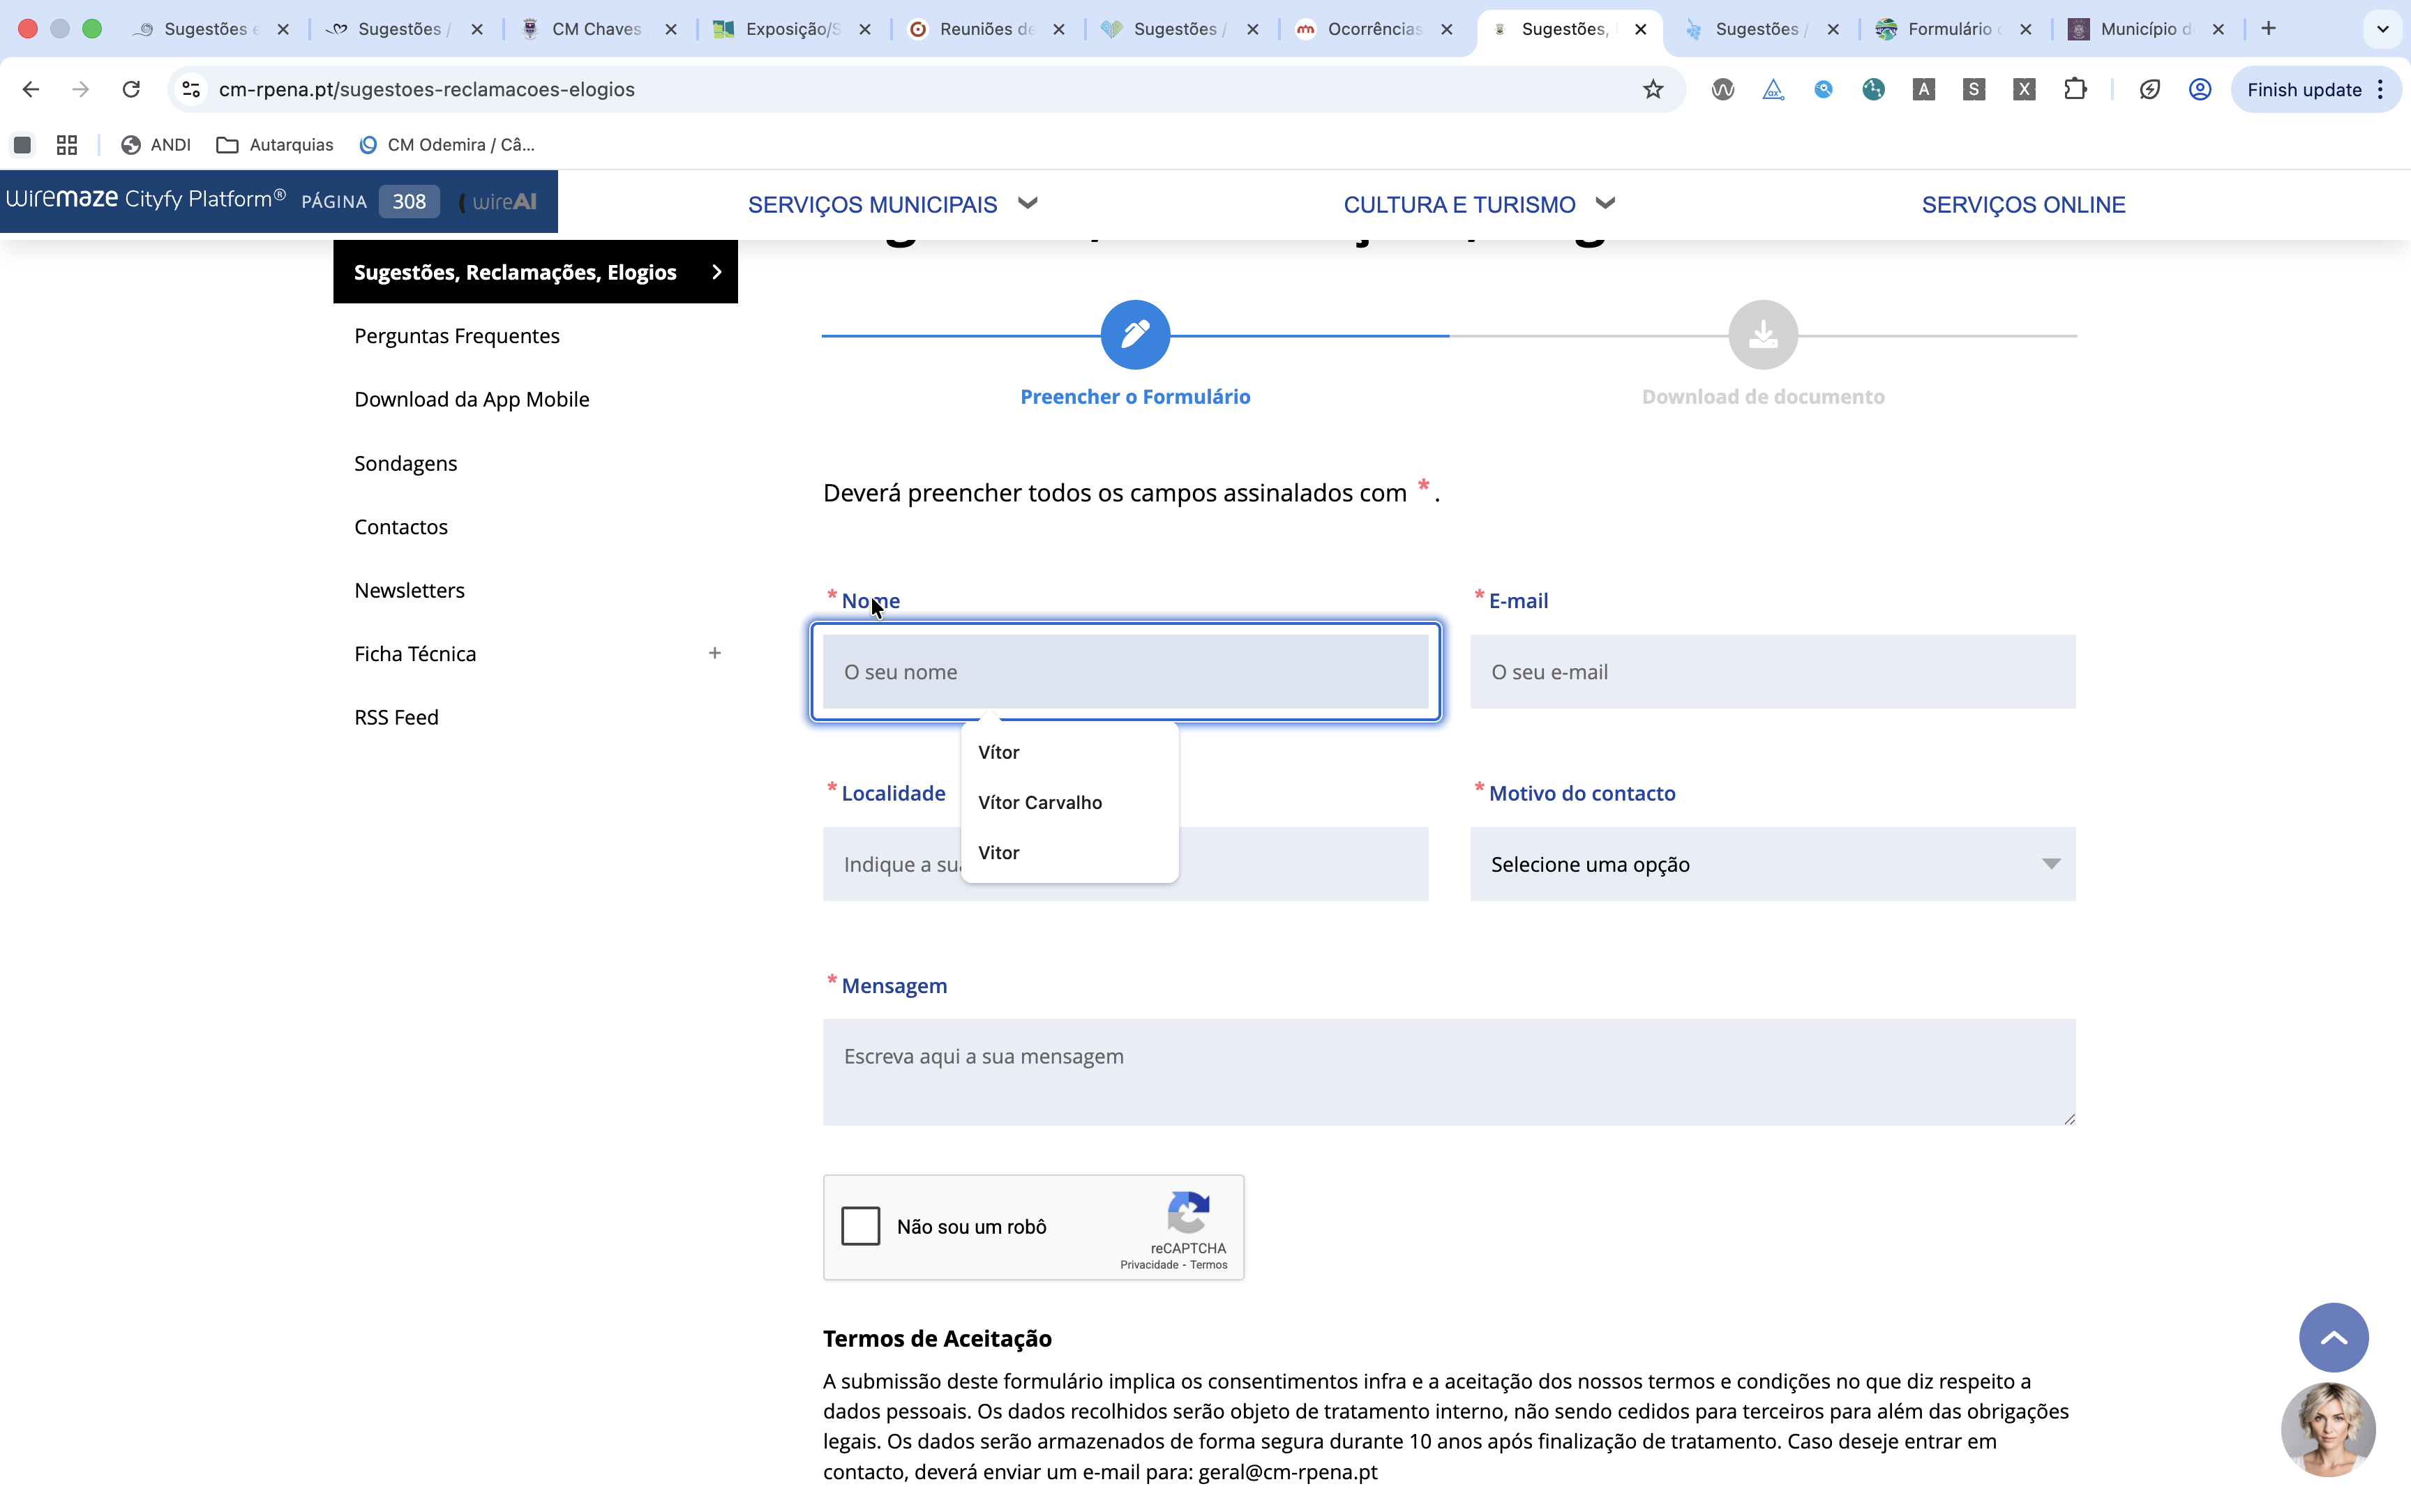 Sugestões e
Sugestões /
CM Chaves
Exposição/S
Reuniões de
Sugestões /
Ocorrências
Sugestões,
Sugestões /
Formulário c
Município d
cm-rpena.pt/sugestoes-reclamacoes-elogios
Finish update
ANDI
Autarquias
CM Odemira / Câ...
wiremaze Cityfy Platform® PÁGINA 308 wireAI
SERVIÇOS MUNICIPAIS
CULTURA E TURISMO
SERVIÇOS ONLINE
Sugestões, Reclamações, Elogios
Perguntas Frequentes
Download da App Mobile
Sondagens
Contactos
Newsletters
Ficha Técnica
RSS Feed
Preencher o Formulário
Download de documento
Deverá preencher todos os campos assinalados com * .
* Nome
O seu nome
* E-mail
O seu e-mail
Vítor
Vítor Carvalho
Vitor
* Localidade
Indique a sua
* Motivo do contacto
Selecione uma opção
* Mensagem
Escreva aqui a sua mensagem
Não sou um robô
reCAPTCHA
Privacidade - Termos
Termos de Aceitação
A submissão deste formulário implica os consentimentos infra e a aceitação dos nossos termos e condições no que diz respeito a
dados pessoais. Os dados recolhidos serão objeto de tratamento interno, não sendo cedidos para terceiros para além das obrigações
legais. Os dados serão armazenados de forma segura durante 10 anos após finalização de tratamento. Caso deseje entrar em
contacto, deverá enviar um e-mail para: geral@cm-rpena.pt